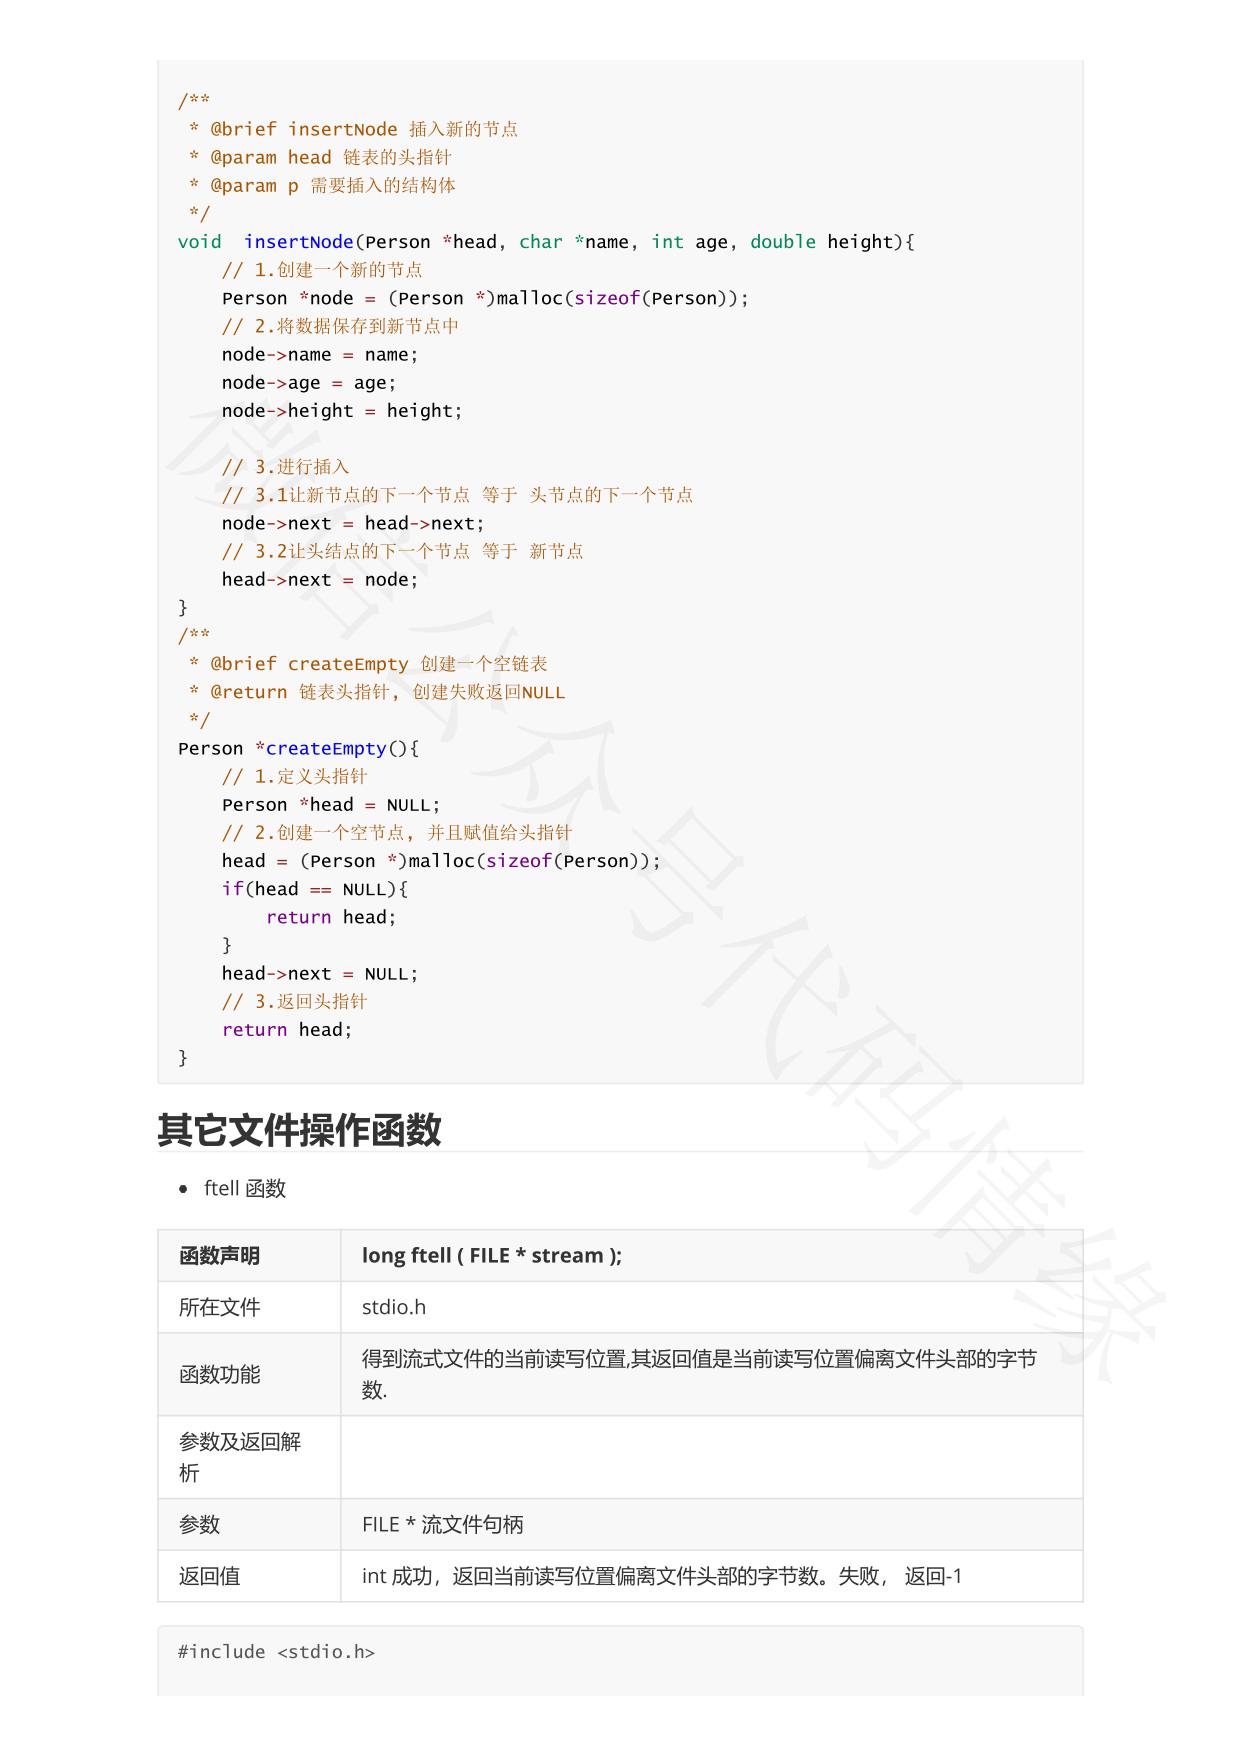 /**
 * @brief insertNode 插入新的节点
 * @param head 链表的头指针
 * @param p 需要插入的结构体
 */
void  insertNode(Person *head, char *name, int age, double height){
    // 1.创建一个新的节点
    Person *node = (Person *)malloc(sizeof(Person));
    // 2.将数据保存到新节点中
    node->name = name;
    node->age = age;
    node->height = height;

    // 3.进行插入
    // 3.1让新节点的下一个节点 等于 头节点的下一个节点
    node->next = head->next;
    // 3.2让头结点的下一个节点 等于 新节点
    head->next = node;
}
/**
 * @brief createEmpty 创建一个空链表
 * @return 链表头指针, 创建失败返回NULL
 */
Person *createEmpty(){
    // 1.定义头指针
    Person *head = NULL;
    // 2.创建一个空节点, 并且赋值给头指针
    head = (Person *)malloc(sizeof(Person));
    if(head == NULL){
        return head;
    }
    head->next = NULL;
    // 3.返回头指针
    return head;
}
其它文件操作函数
• ftell 函数
函数声明 long ftell ( FILE * stream );
所在文件 stdio.h
函数功能 得到流式文件的当前读写位置,其返回值是当前读写位置偏离文件头部的字节
数.
参数及返回解
析
参数 FILE * 流文件句柄
返回值 int 成功，返回当前读写位置偏离文件头部的字节数。失败， 返回-1
#include <stdio.h>
微信公众号代码情缘